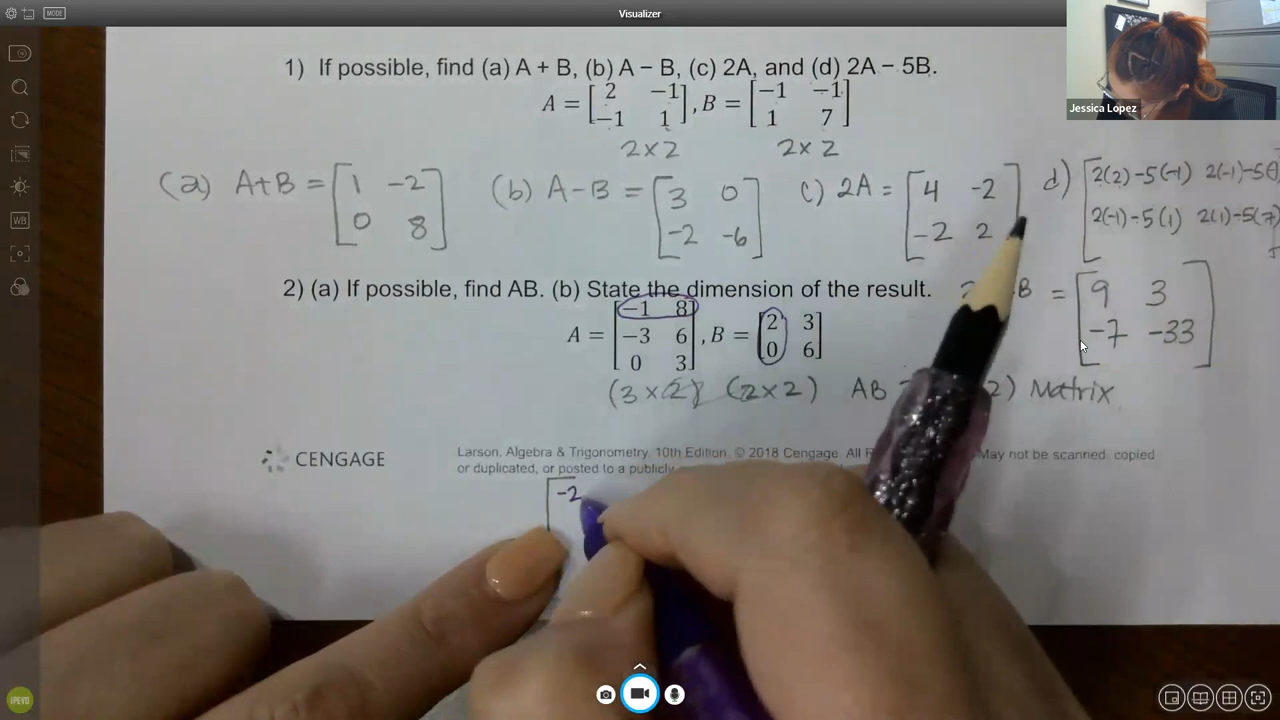 MODE
Visualizer
Jessica Lopez
1) If possible, find (a) A + B, (b) A − B, (c) 2A, and (d) 2A − 5B.
A = [ 2 −1 ], B = [ −1 −1 ]
−1 1 1 7
2×2 2×2
(a) A+B = [ 1 -2
0 8 ]
(b) A-B = [ 3 0
-2 -6 ]
c) 2A = [ 4 -2
-2 2 ]
d) [ 2(2)-5(-1) 2(-1)-5(
2(-1)-5(1) 2(1)-5(7)
B = [ 9 3
-7 -33 ]
2) (a) If possible, find AB. (b) State the dimension of the result.
A = [ −1 8
−3 6
0 3 ], B = [ 2 3
0 6 ]
(3×2) (2×2) AB 2) Matrix
CENGAGE
Larson, Algebra & Trigonometry, 10th Edition. © 2018 Cengage. All May not be scanned, copied
or duplicated, or posted to a publicly
[ -2
WB
IPEVO